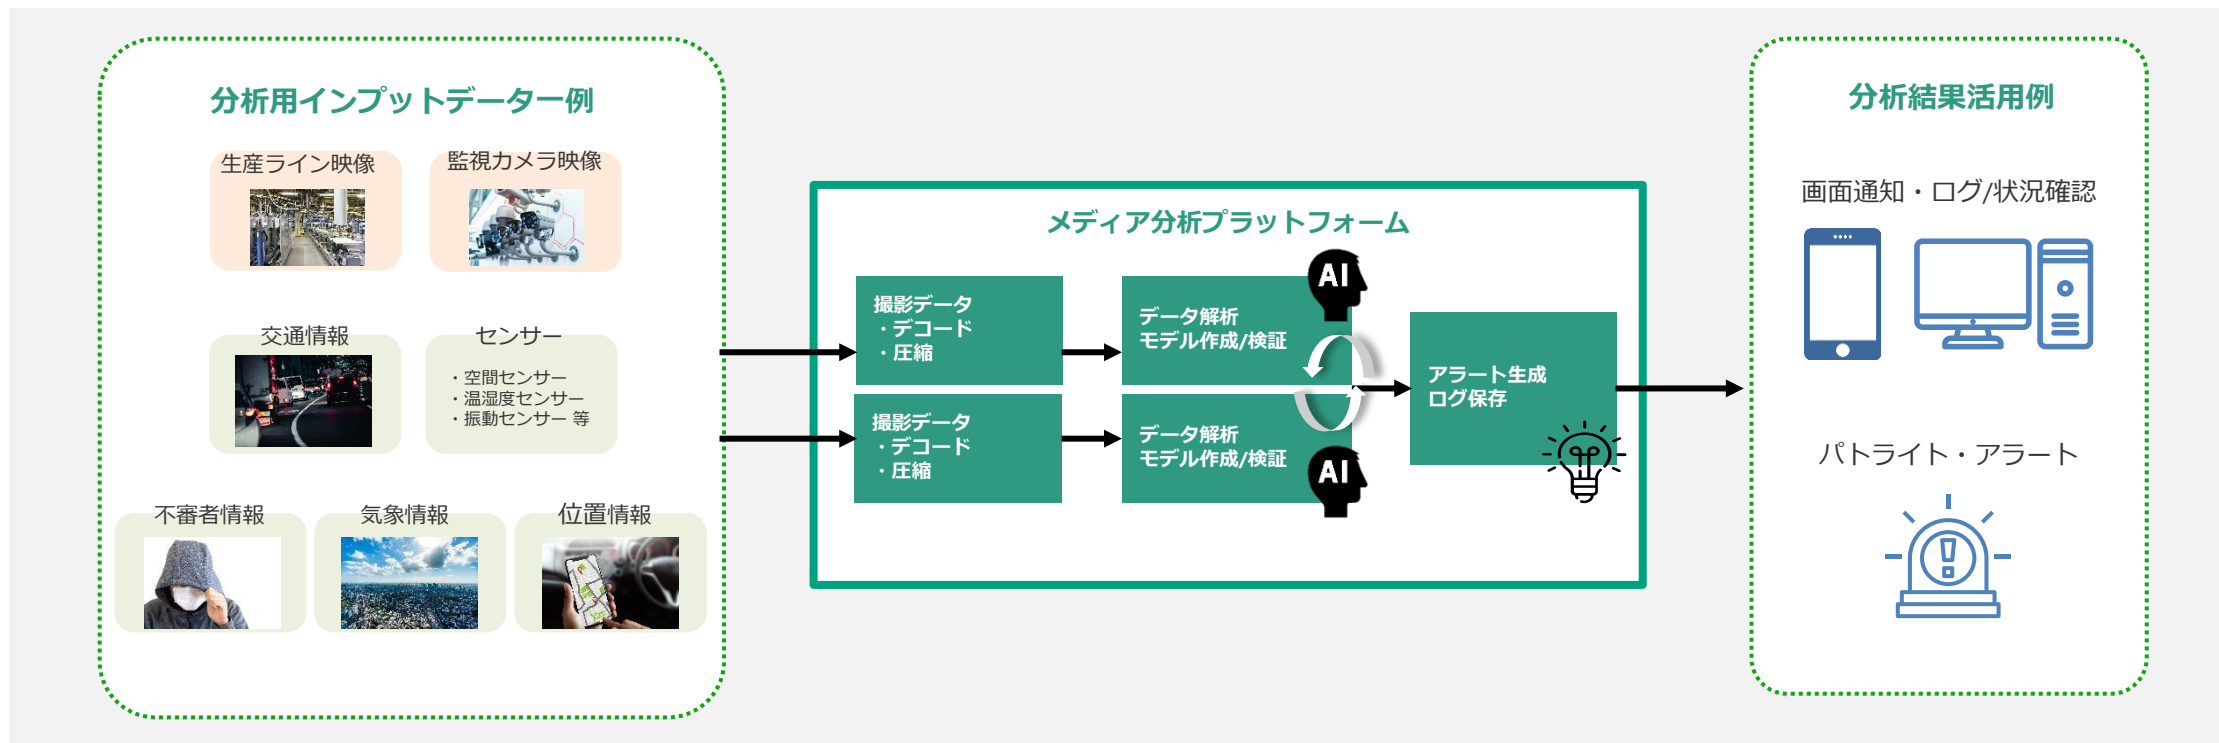 分析用インプットデーター例
生産ライン映像
監視カメラ映像
交通情報
センサー
・空間センサー
・温湿度センサー
・振動センサー 等
不審者情報
気象情報
位置情報
メディア分析プラットフォーム
撮影データ
・デコード
・圧縮
データ解析
モデル作成/検証
AI
撮影データ
・デコード
・圧縮
データ解析
モデル作成/検証
AI
アラート生成
ログ保存
分析結果活用例
画面通知・ログ/状況確認
パトライト・アラート